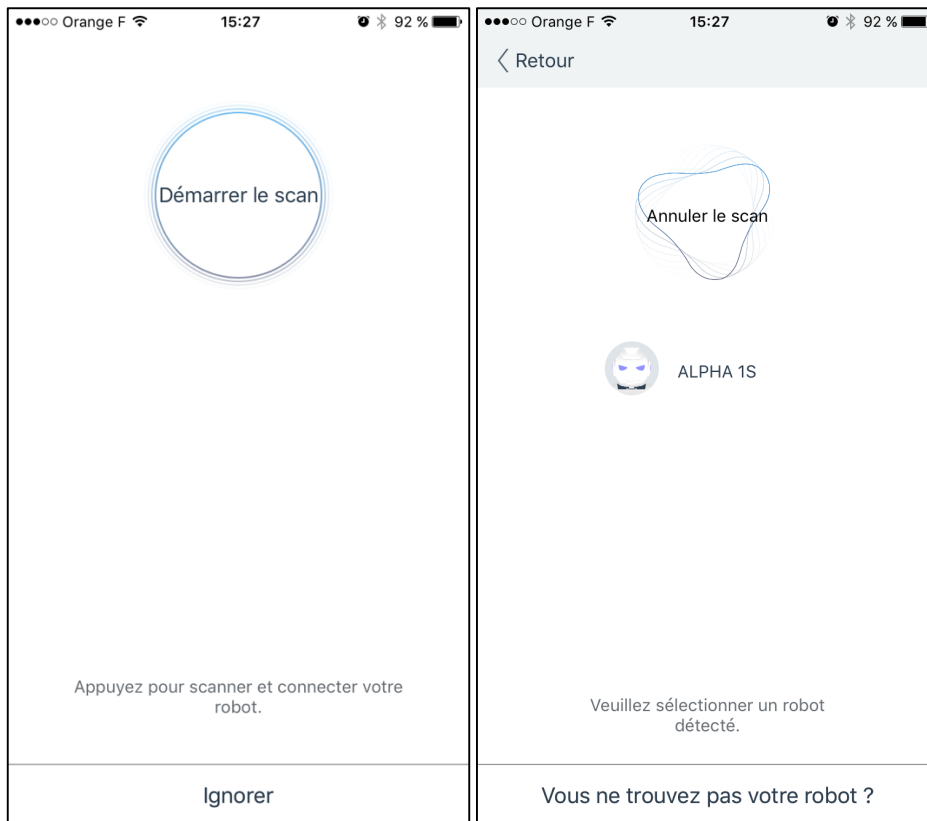 Orange F 15:27 92 %
Démarrer le scan
Appuyez pour scanner et connecter votre
robot.
Ignorer
Orange F 15:27 92 %
Retour
Annuler le scan
ALPHA 1S
Veuillez sélectionner un robot
détecté.
Vous ne trouvez pas votre robot ?